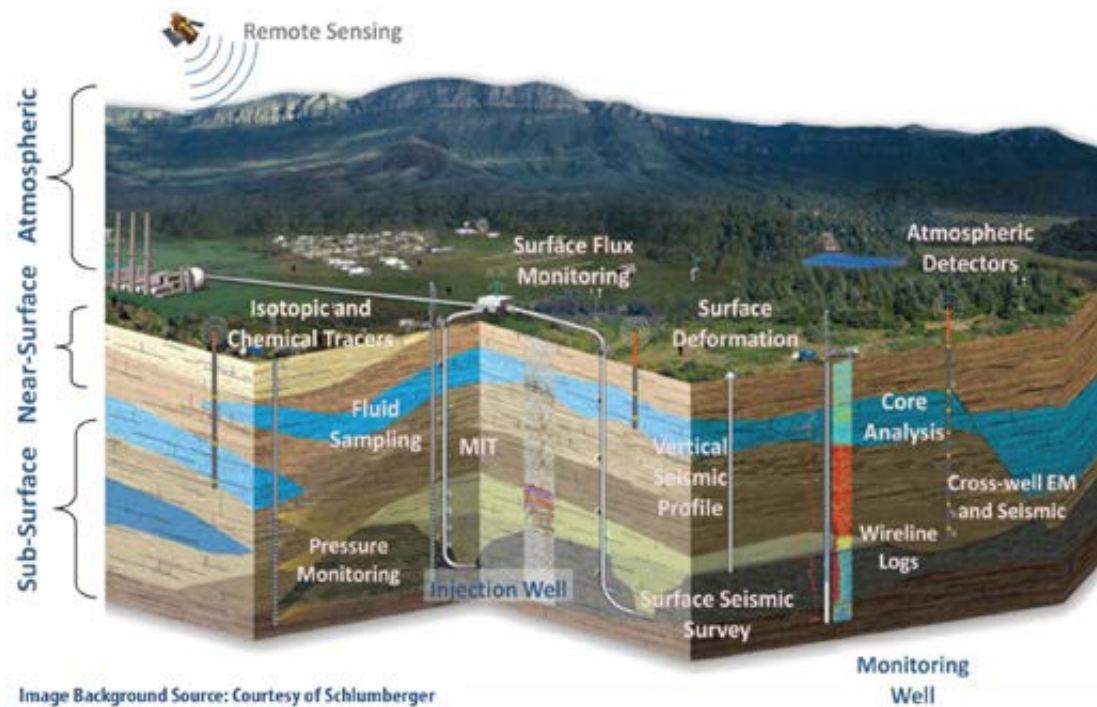 Remote Sensing
Atmospheric
Near-Surface
Sub-Surface
Surface Flux
Monitoring
Atmospheric
Detectors
Isotopic and
Chemical Tracers
Surface
Deformation
Fluid
Sampling
MIT
Vertical
Seismic
Profile
Core
Analysis
Cross-well EM
and Seismic
Pressure
Monitoring
Wireline
Logs
Injection Well
Surface Seismic
Survey
Monitoring
Well
Image Background Source: Courtesy of Schlumberger